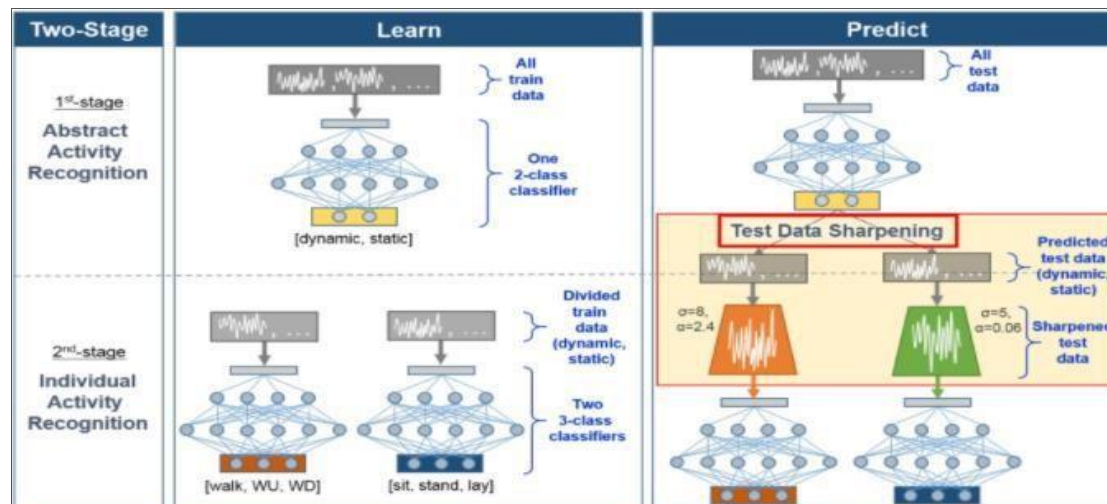 Two-Stage
Learn
Predict
1st-stage
Abstract
Activity
Recognition
All
train
data
One
2-class
classifier
[dynamic, static]
All
test
data
Test Data Sharpening
Predicted
test data
(dynamic,
static)
σ=8,
α=2.4
σ=5,
α=0.06
Sharpened
test
data
2nd-stage
Individual
Activity
Recognition
Divided
train
data
(dynamic,
static)
Two
3-class
classifiers
[walk, WU, WD]
[sit, stand, lay]